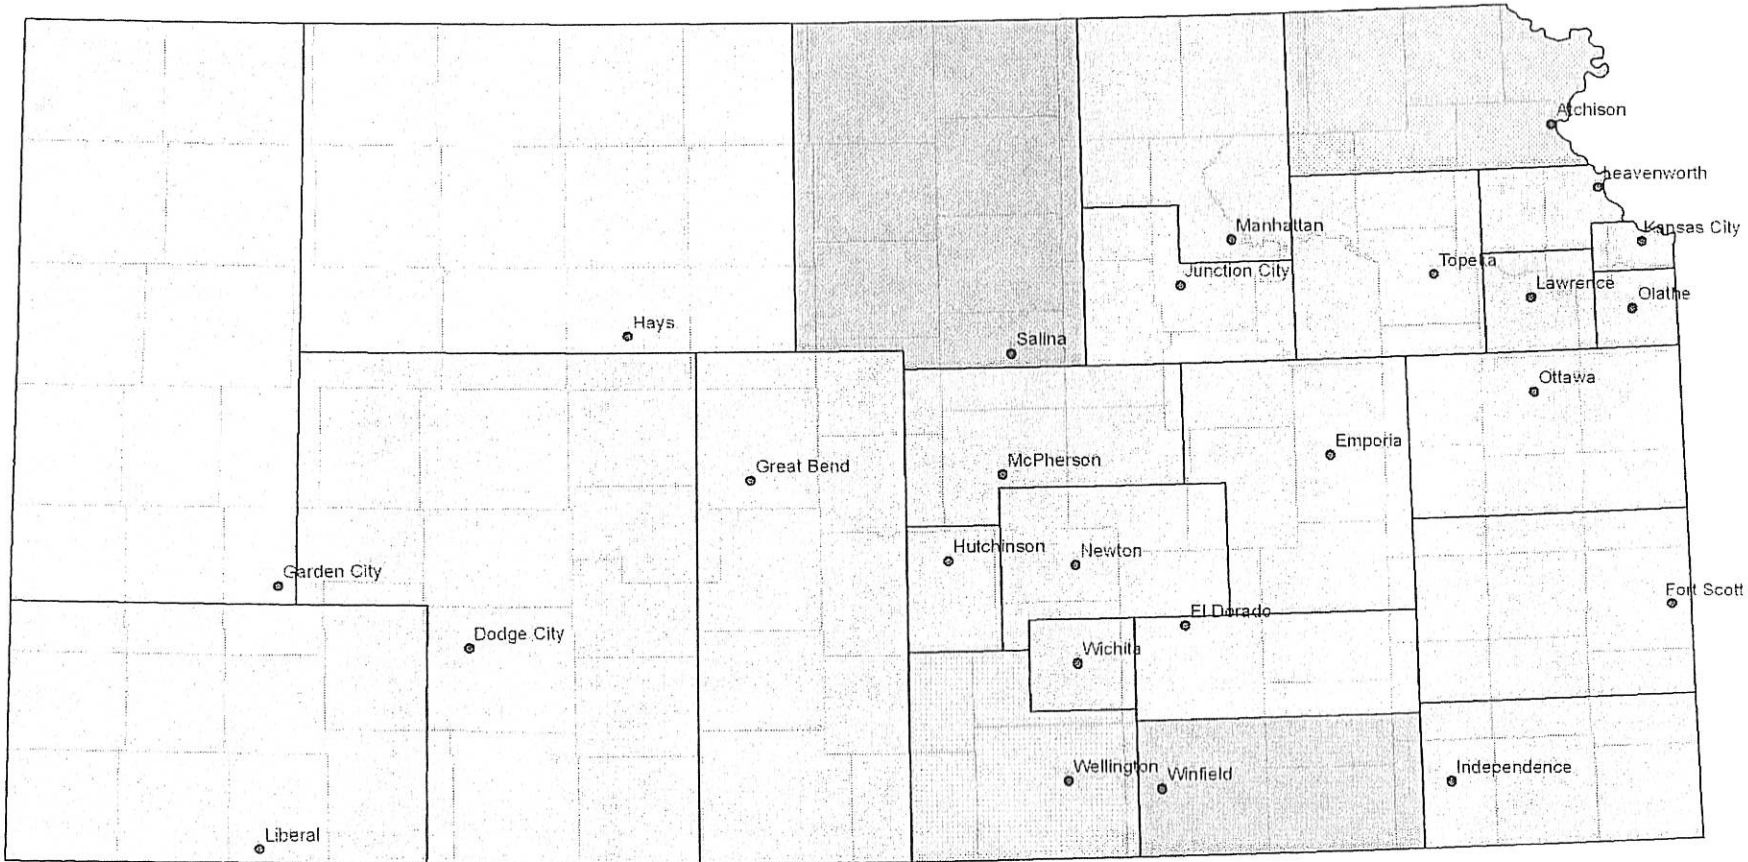 Atchison
Leavenworth
Kansas City
Manhattan
Topeka
Junction City
Lawrence
Olathe
Hays
Salina
Ottawa
Emporia
McPherson
Great Bend
Hutchinson
Newton
Garden City
Fort Scott
El Dorado
Dodge City
Wichita
Wellington
Winfield
Independence
Liberal